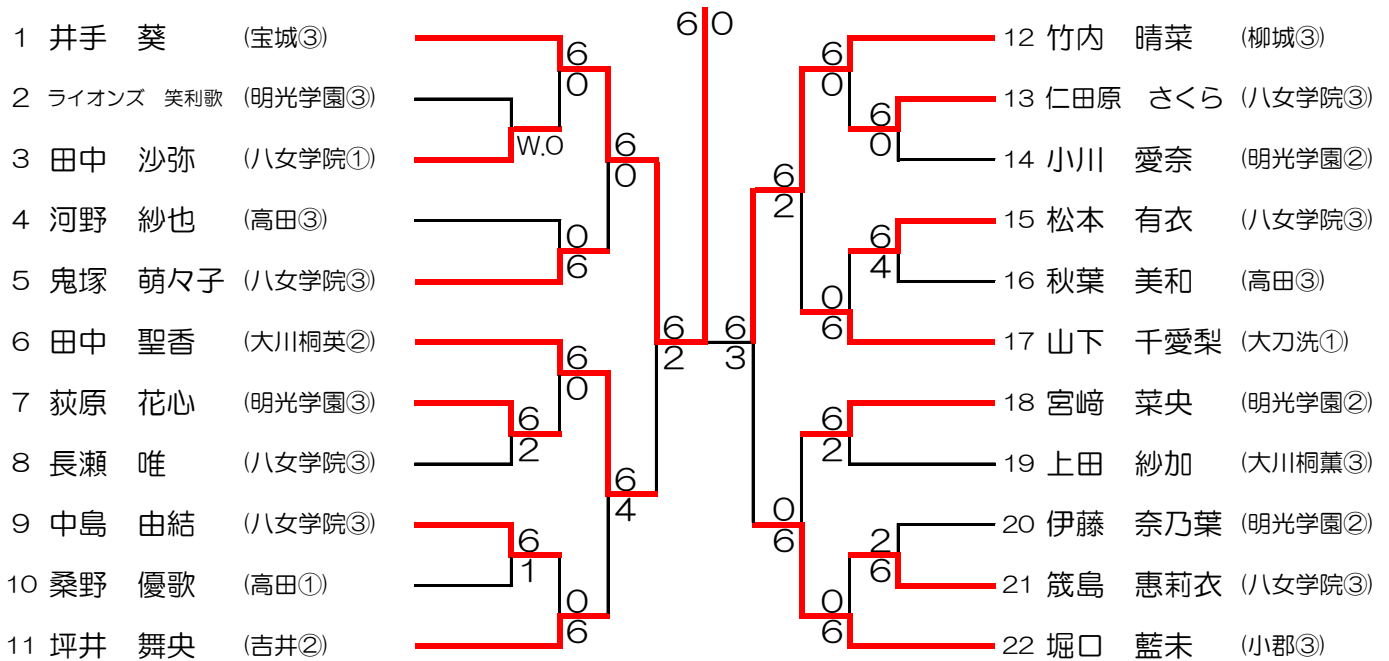 6 0
1 井手 葵 (宝城③)
2 ライオンズ 笑利歌 (明光学園③)
3 田中 沙弥 (八女学院①)
4 河野 紗也 (高田③)
5 鬼塚 萌々子 (八女学院③)
6 田中 聖香 (大川桐英②)
7 荻原 花心 (明光学園③)
8 長瀬 唯 (八女学院③)
9 中島 由結 (八女学院③)
10 桑野 優歌 (高田①)
11 坪井 舞央 (吉井②)
6
0
W.O
0
6
6
0
6
2
6
1
0
6
6
0
6
4
6
2
6
3
6
2
0
6
6
0
0
6
6
2
0
6
6
0
6
4
2
6
12 竹内 晴菜 (柳城③)
13 仁田原 さくら (八女学院③)
14 小川 愛奈 (明光学園②)
15 松本 有衣 (八女学院③)
16 秋葉 美和 (高田③)
17 山下 千愛梨 (大刀洗①)
18 宮﨑 菜央 (明光学園②)
19 上田 紗加 (大川桐薫③)
20 伊藤 奈乃葉 (明光学園②)
21 筬島 惠莉衣 (八女学院③)
22 堀口 藍未 (小郡③)